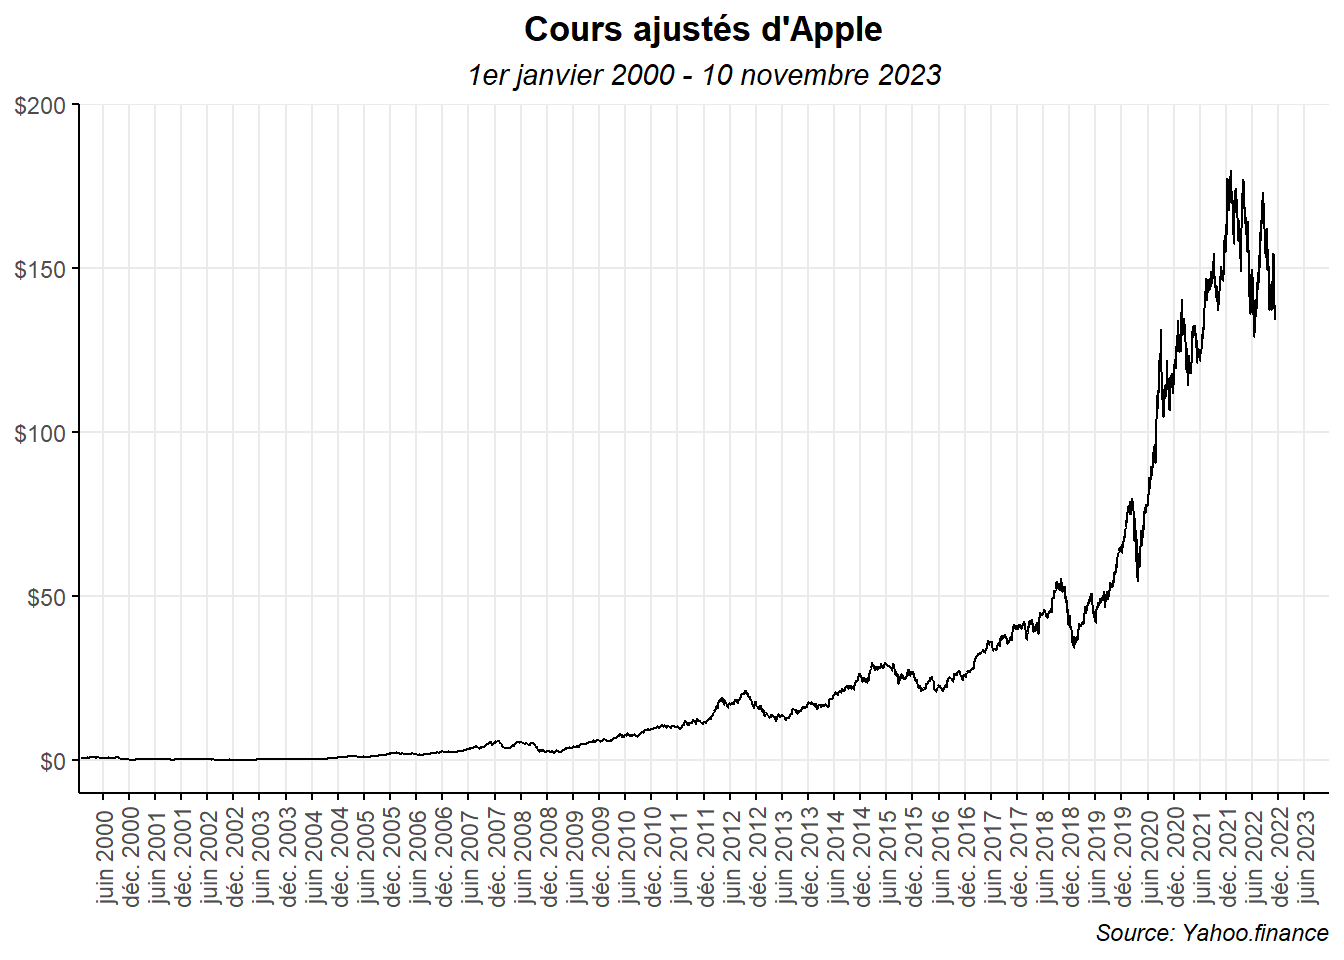 Cours ajustés d'Apple
1er janvier 2000 - 10 novembre 2023
$200
$150
$100
$50
$0
juin 2000
déc. 2000
juin 2001
déc. 2001
juin 2002
déc. 2002
juin 2003
déc. 2003
juin 2004
déc. 2004
juin 2005
déc. 2005
juin 2006
déc. 2006
juin 2007
déc. 2007
juin 2008
déc. 2008
juin 2009
déc. 2009
juin 2010
déc. 2010
juin 2011
déc. 2011
juin 2012
déc. 2012
juin 2013
déc. 2013
juin 2014
déc. 2014
juin 2015
déc. 2015
juin 2016
déc. 2016
juin 2017
déc. 2017
juin 2018
déc. 2018
juin 2019
déc. 2019
juin 2020
déc. 2020
juin 2021
déc. 2021
juin 2022
déc. 2022
juin 2023
Source: Yahoo.finance